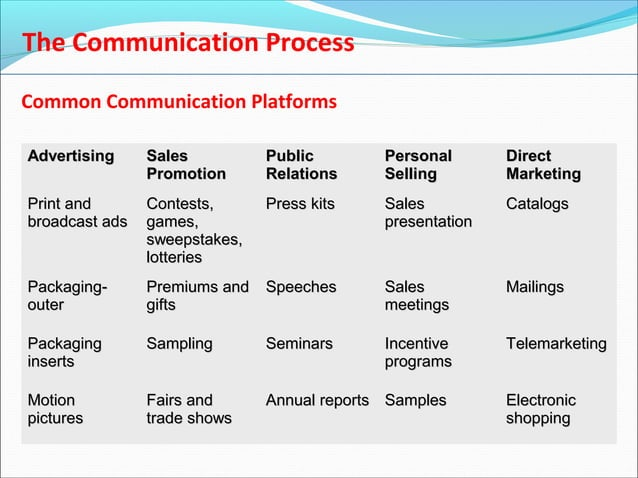 The Communication Process
Common Communication Platforms
Advertising Sales Promotion Public Relations Personal Selling Direct Marketing
Print and broadcast ads Contests, games, sweepstakes, lotteries Press kits Sales presentation Catalogs
Packaging-outer Premiums and gifts Speeches Sales meetings Mailings
Packaging inserts Sampling Seminars Incentive programs Telemarketing
Motion pictures Fairs and trade shows Annual reports Samples Electronic shopping